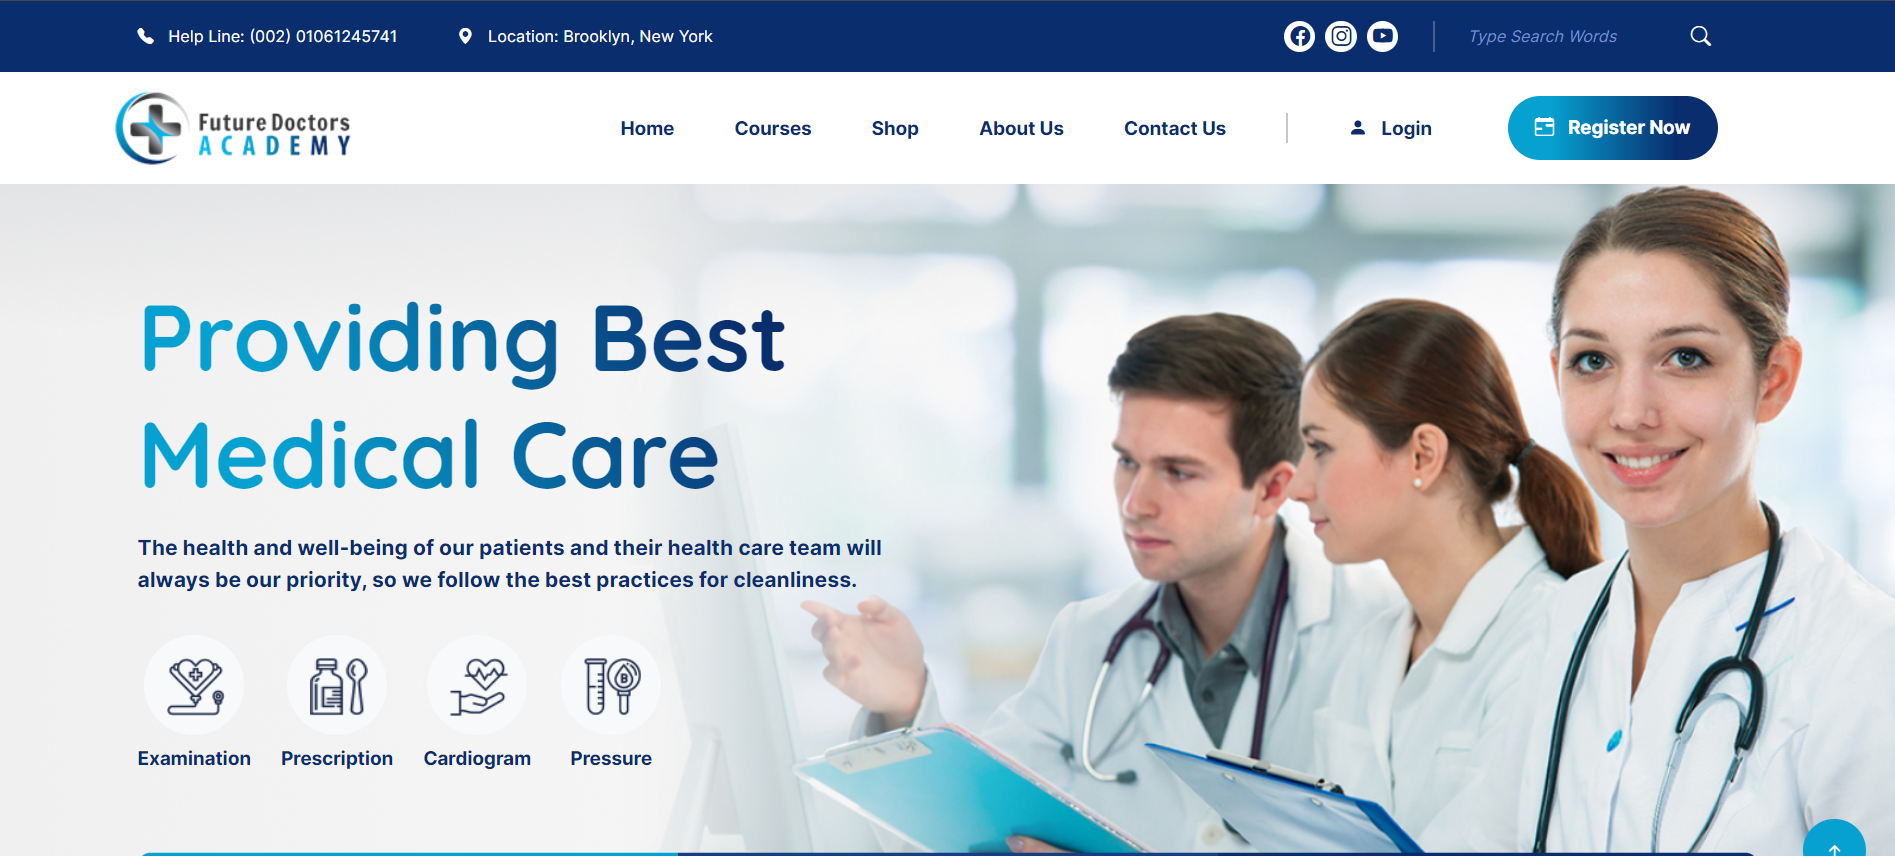 Help Line: (002) 01061245741
Location: Brooklyn, New York
Type Search Words
Future Doctors
ACADEMY
Home
Courses
Shop
About Us
Contact Us
Login
Register Now
Providing Best
Medical Care
The health and well-being of our patients and their health care team will
always be our priority, so we follow the best practices for cleanliness.
B
Examination
Prescription
Cardiogram
Pressure